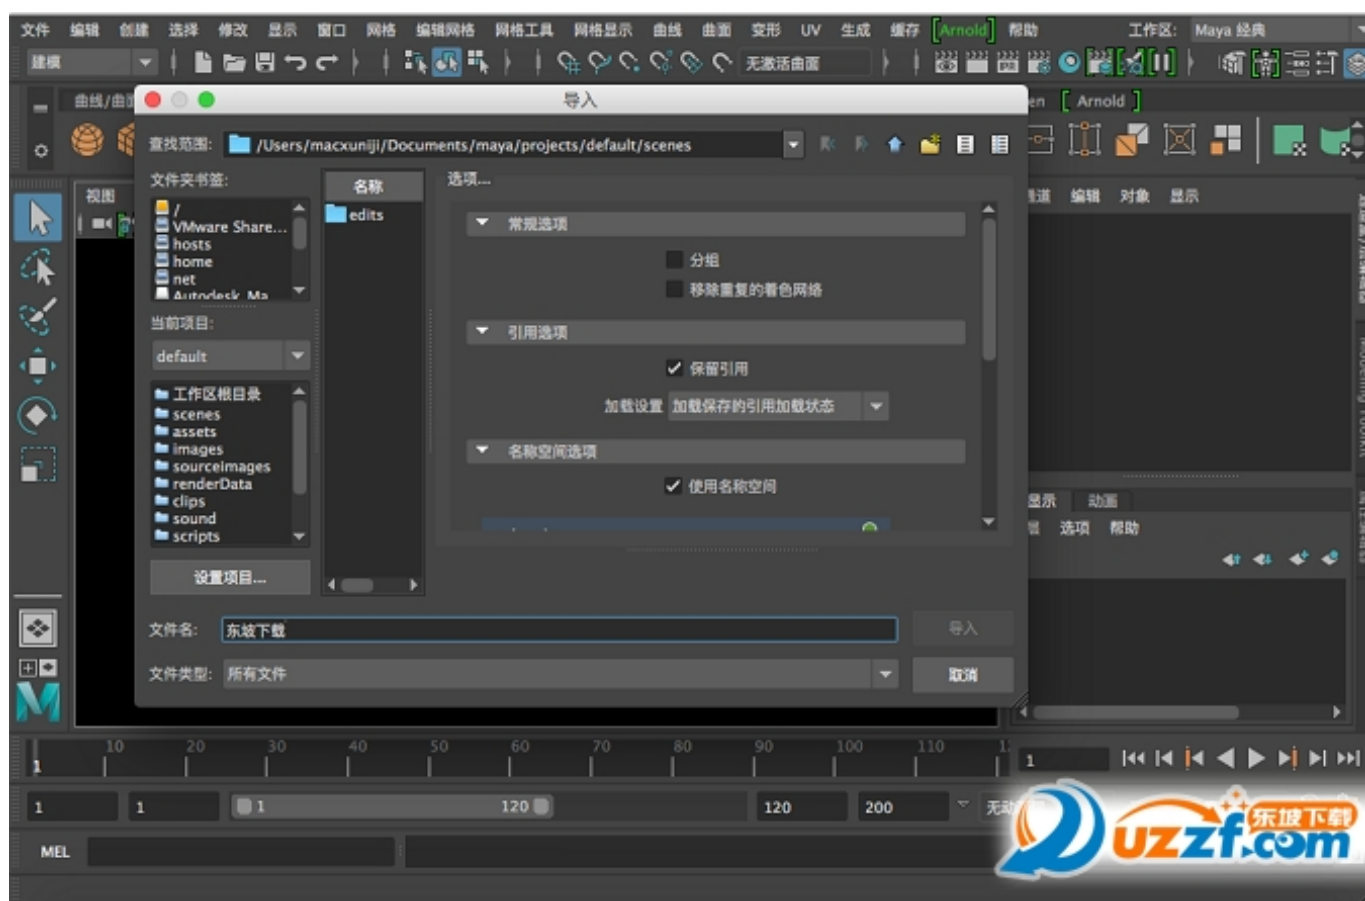 文件 编辑 创建 选择 修改 显示 窗口 网格 编辑网格 网格工具 网格显示 曲线 曲面 变形 UV 生成 缓存 [Arnold] 帮助 工作区: Maya 经典
建模 无激活曲面
曲线/曲 导入 en [ Arnold ]
查找范围: /Users/macxuniji/Documents/maya/projects/default/scenes
文件夹书签: 名称 选项...
视图 通道 编辑 对象 显示
/
VMware Share...
hosts
home
net
Autodesk_Ma
edits
常规选项
分组
移除重复的着色网络
当前项目:
default
引用选项
保留引用
加载设置 加载保存的引用加载状态
工作区根目录
scenes
assets
images
sourceimages
renderData
clips
sound
scripts
名称空间选项
使用名称空间
显示 动画
层 选项 帮助
设置项目...
文件名: 东坡下载 导入
文件类型: 所有文件 取消
10 20 30 40 50 60 70 80 90 100 110 1
1 1
1 1 1 120 120 200 无动
MEL
东坡下载
uzzf.com